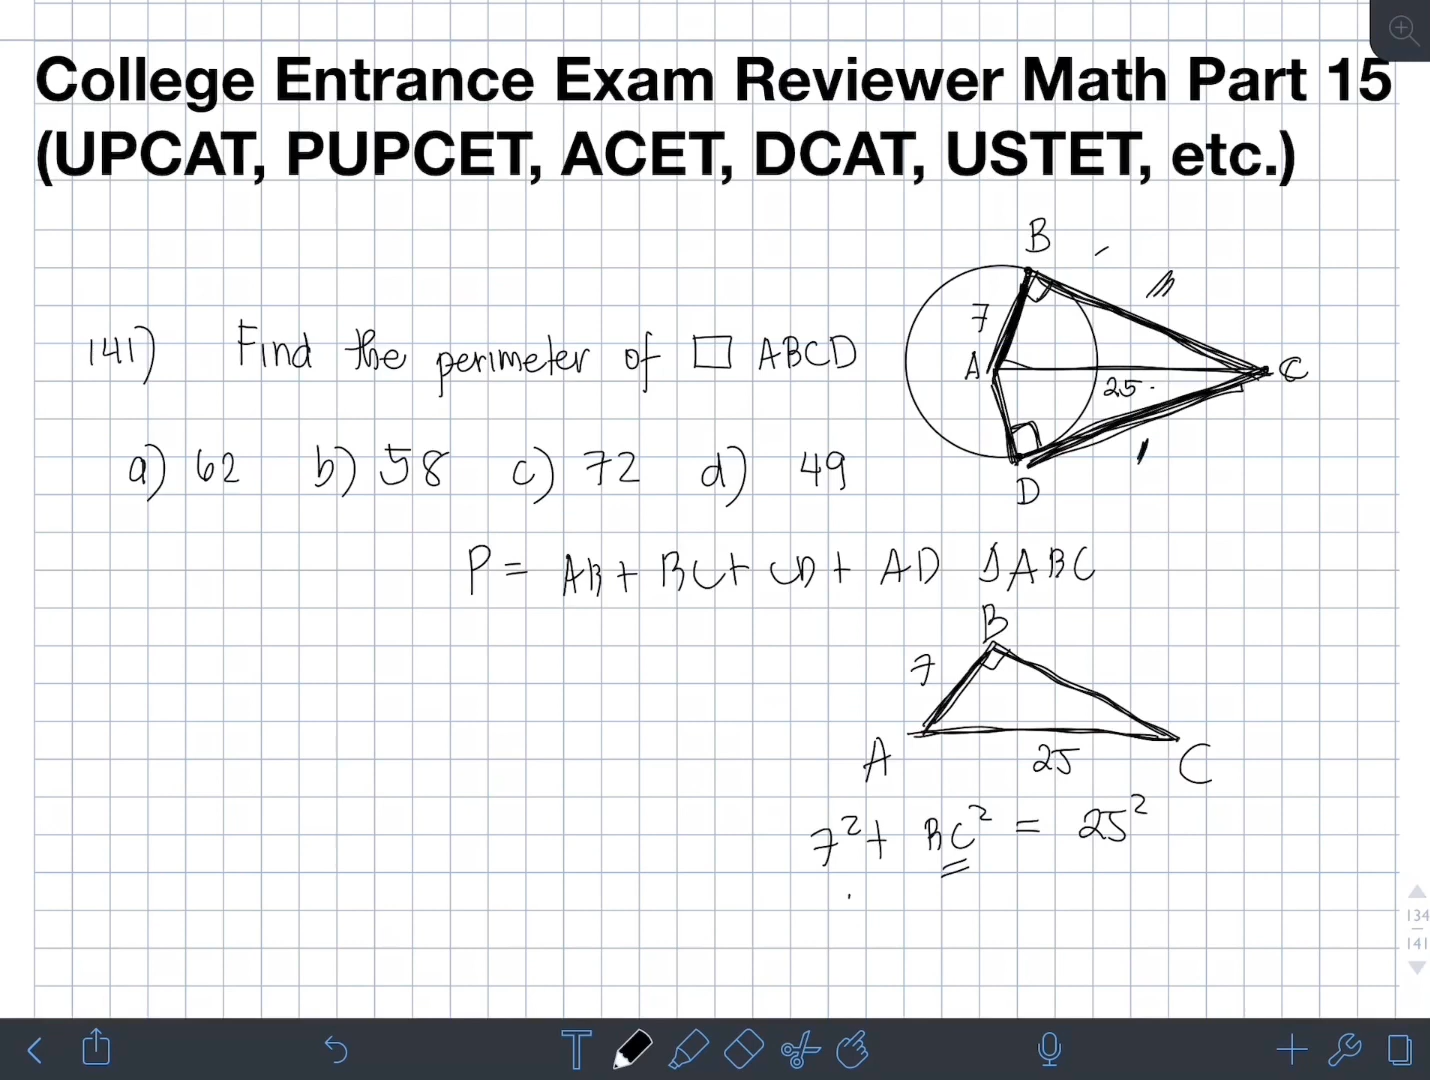 College Entrance Exam Reviewer Math Part 15
(UPCAT, PUPCET, ACET, DCAT, USTET, etc.)
B
7
141) Find the perimeter of □ ABCD
A
25
C
a) 62 b) 58 c) 72 d) 49
D
P = AB + BC + CD + AD
△ABC
B
7
A
25
C
7² + BC² = 25²
134
141
T